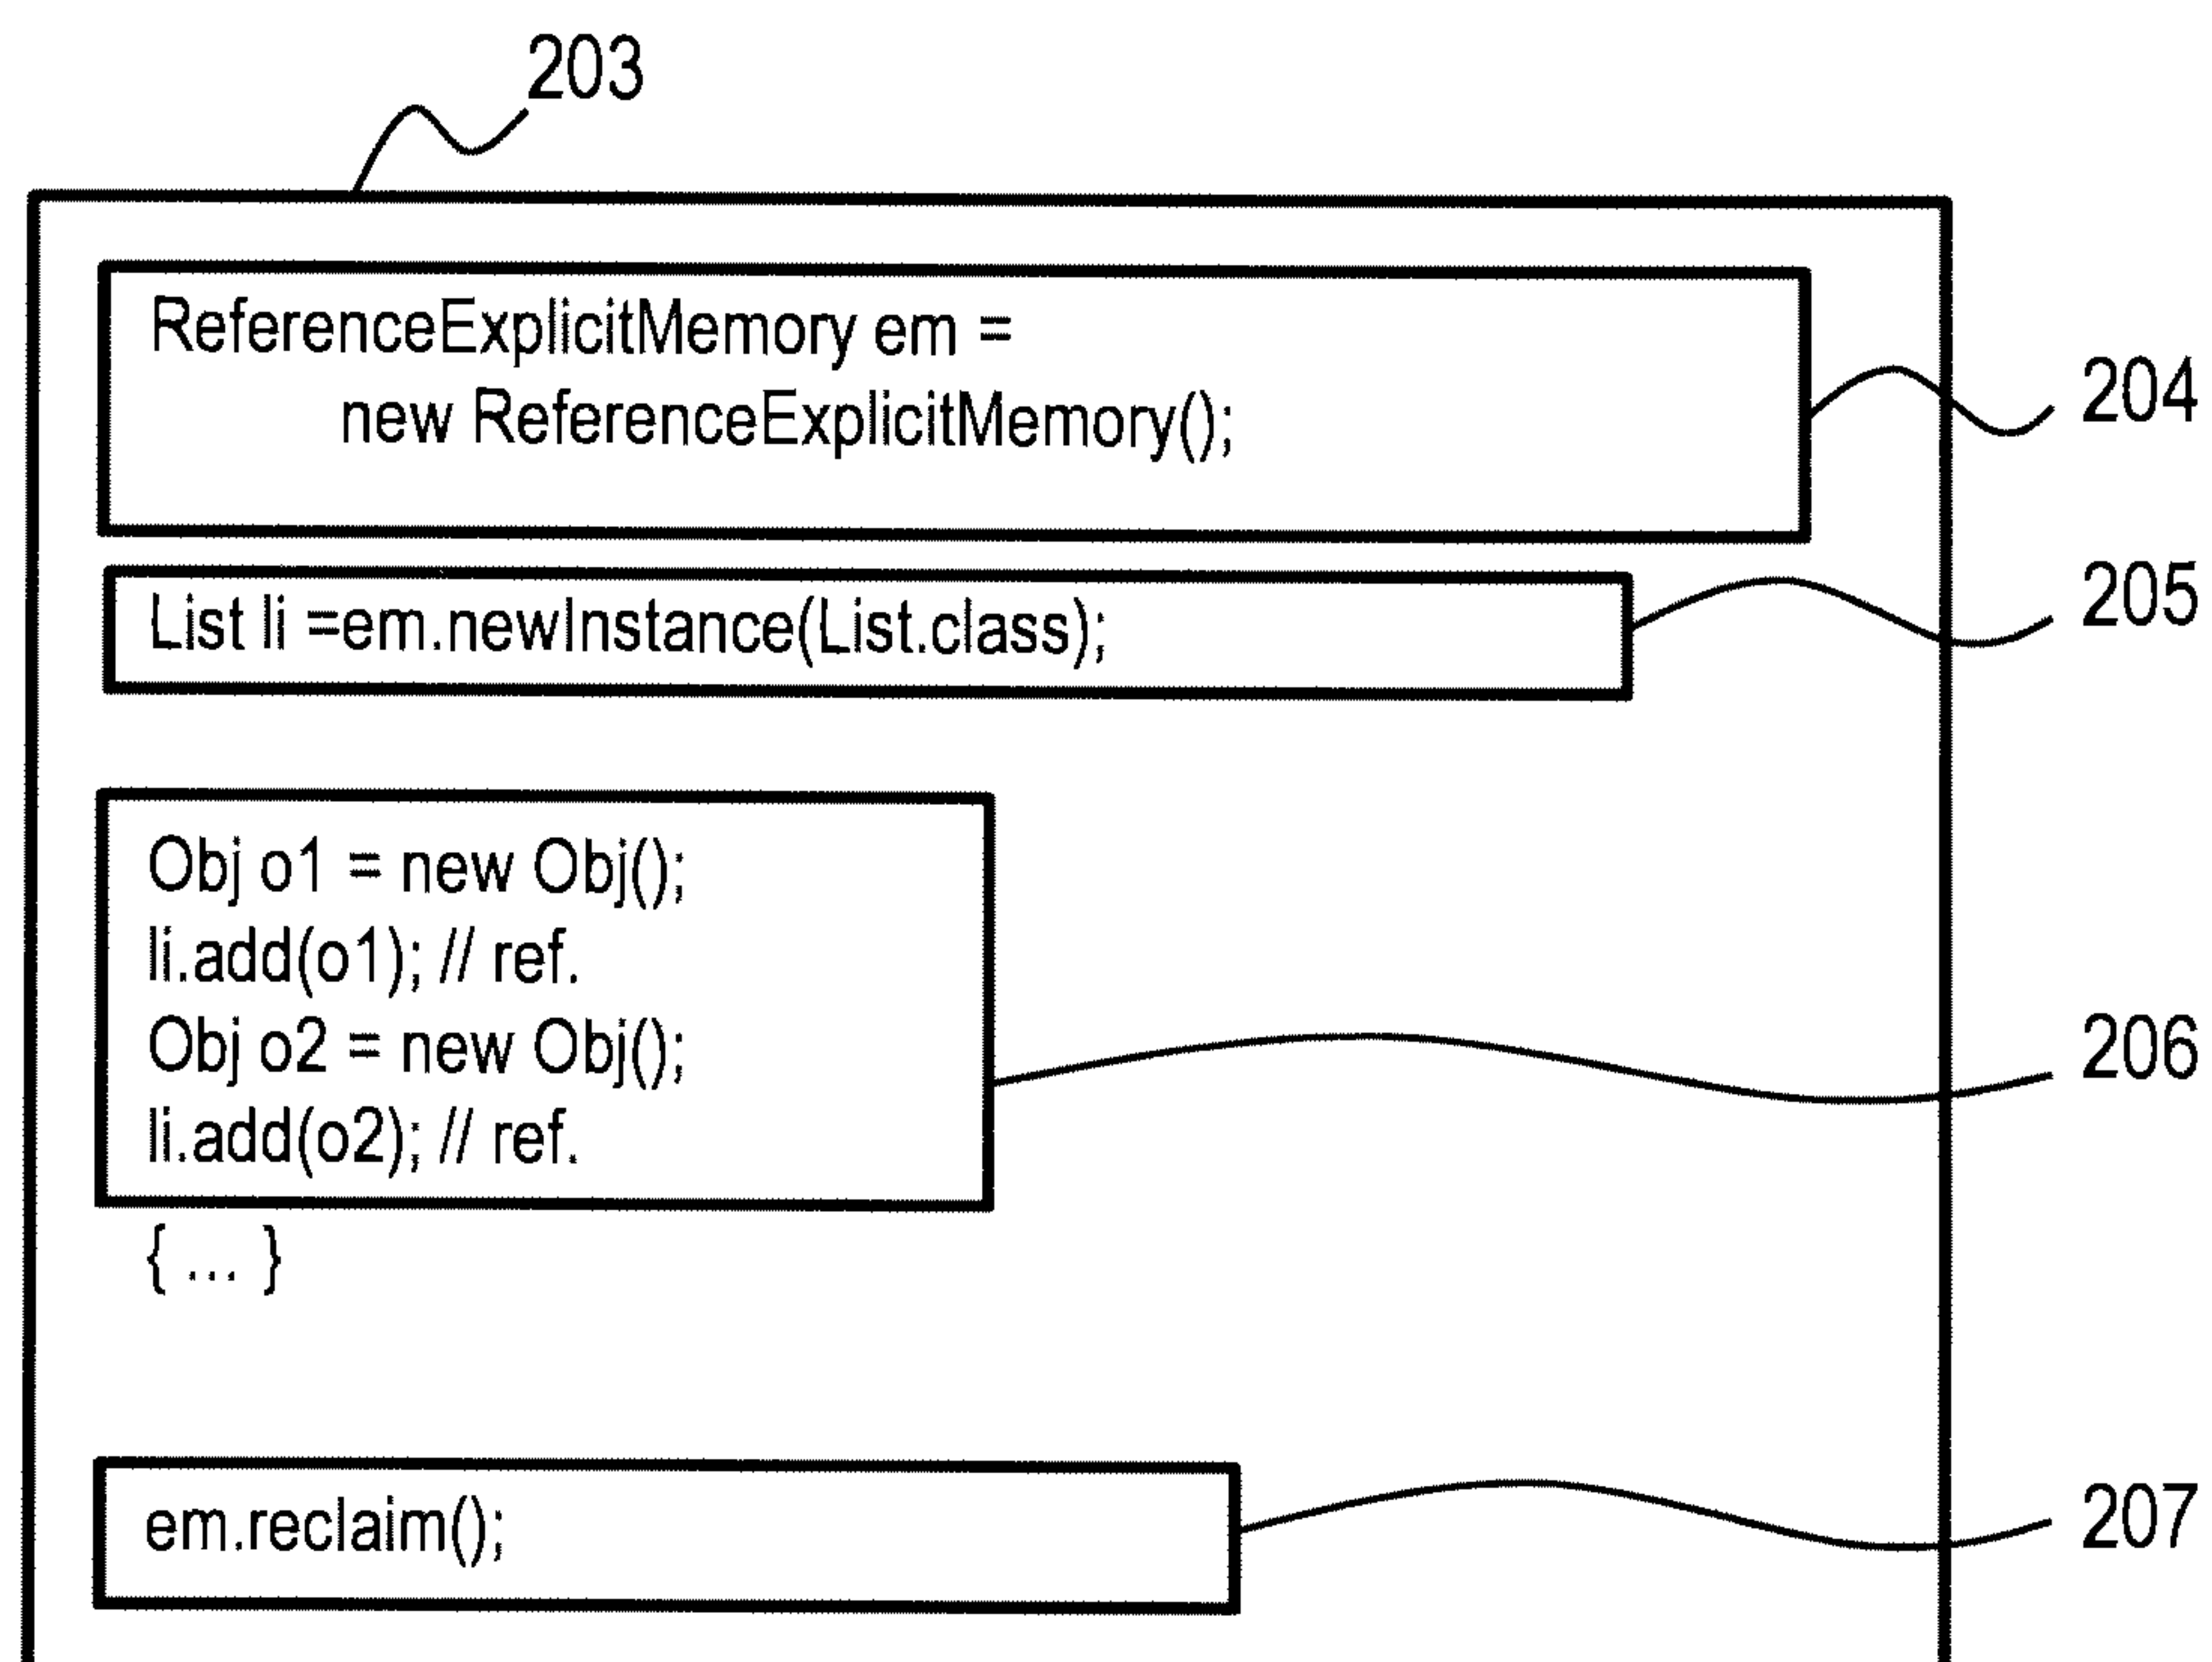 203
ReferenceExplicitMemory em =
new ReferenceExplicitMemory();
204
List li =em.newInstance(List.class);
205
Obj o1 = new Obj();
li.add(o1); // ref.
Obj o2 = new Obj();
li.add(o2); // ref.
206
{ ... }
em.reclaim();
207